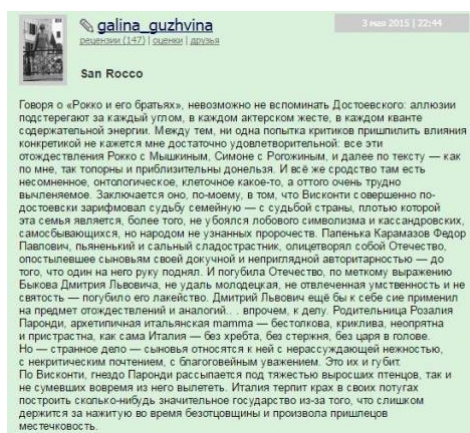 galina_guzhvina
3 мая 2015 | 22:44
рецензии (147) | оценки | друзья
San Rocco
Говоря о «Рокко и его братьях», невозможно не вспоминать Достоевского: аллюзии
подстерегают за каждый углом, в каждом актерском жесте, в каждом кванте
содержательной энергии. Между тем, ни одна попытка критиков пришпилить влияния
конкретикой не кажется мне достаточно удовлетворительной: все эти
отождествления Рокко с Мышкиным, Симоне с Рогожиным, и далее по тексту — как
по мне, так топорны и приблизительны донельзя. И всё же сродство там есть
несомненное, онтологическое, клеточное какое-то, а оттого очень трудно
вычленяемое. Заключается оно, по-моему, в том, что Висконти совершенно по-
достоевски зарифмовал судьбу семейную — с судьбой страны, плотью которой
эта семья является, более того, не убоялся лобового символизма и кассандровских,
самосбывающихся, но народом не узнанных пророчеств. Папенька Карамазов Федор
Павлович, пьяненький и сальный сладострастник, олицетворял собой Отечество,
опостылевшее сыновьям своей докучной и неприглядной авторитарностью — до
того, что один на него руку поднял. И погубила Отечество, по меткому выражению
Быкова Дмитрия Львовича, не удаль молодецкая, не отвлеченная умственность и не
святость — погубило его лакейство. Дмитрий Львович ещё бы к себе сие применил
на предмет отождествлений и аналогий.. . впрочем, к делу. Родительница Розалия
Паронди, архетипичная итальянская mamma — бестолкова, криклива, неопрятна
и пристрастна, как сама Италия — без хребта, без стержня, без царя в голове.
Но — странное дело — сыновья относятся к ней с нерассуждающей нежностью,
с некритическим почтением, с благоговейным уважением. Это их и губит.
По Висконти, гнездо Паронди рассыпается под тяжестью выросших птенцов, так и
не сумевших вовремя из него вылететь. Италия терпит крах в своих потугах
построить сколько-нибудь значительное государство из-за того, что слишком
держится за нажитую во время безотцовщины и произвола пришлецов
местечковость.